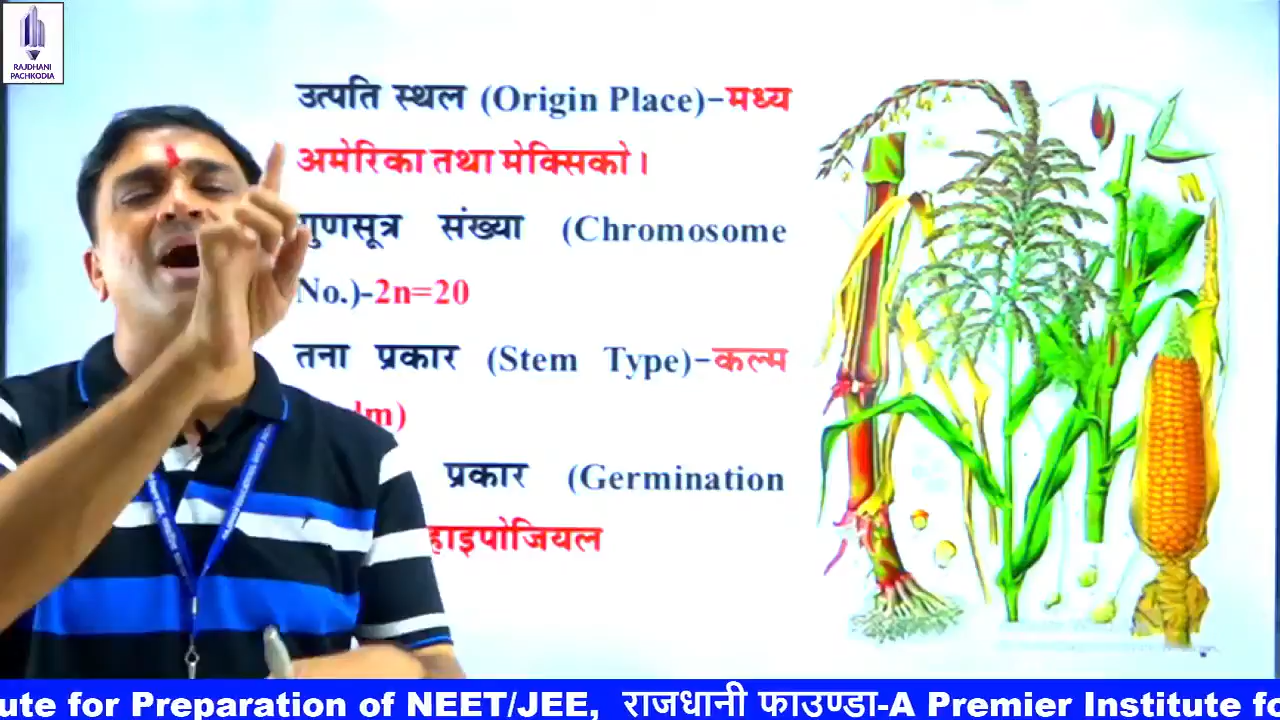 RAJDHANI
PACHKODIA
उत्पति स्थल (Origin Place)-मध्य
अमेरिका तथा मेक्सिको।
गुणसूत्र संख्या (Chromosome
No.)-2n=20
तना प्रकार (Stem Type)-कल्म
प्रकार (Germination
हाइपोजियल
ute for Preparation of NEET/JEE, राजधानी फाउण्डा-A Premier Institute fo